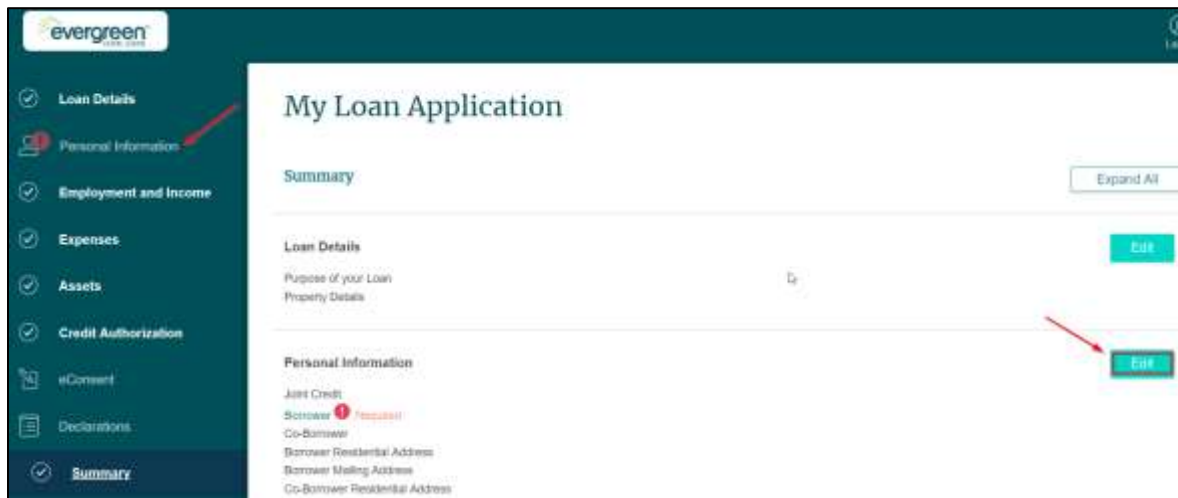 evergreen
Loan Details
Personal Information
Employment and Income
Expenses
Assets
Credit Authorization
eConsent
Declarations
Summary
My Loan Application
Summary
Expand All
Loan Details
Edit
Purpose of your Loan
Property Details
Personal Information
Edit
Joint Credit
Borrower ! Required
Co-Borrower
Borrower Residential Address
Borrower Mailing Address
Co-Borrower Residential Address